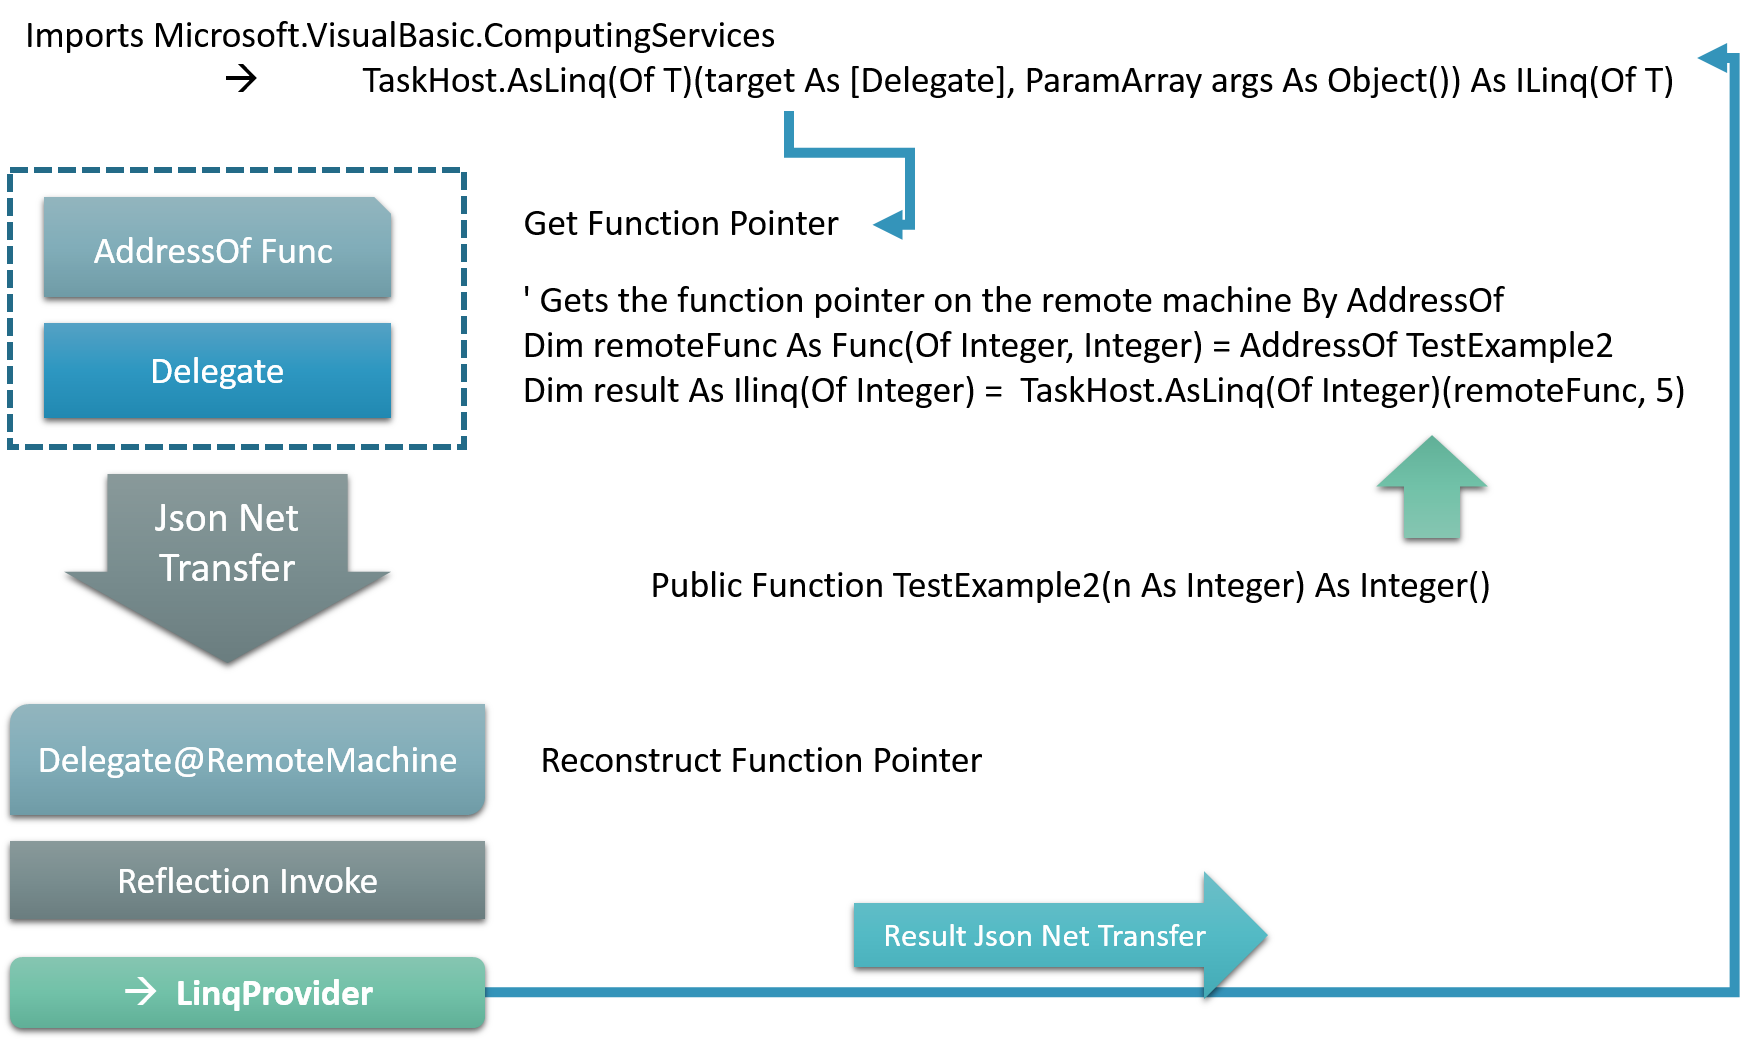 Imports Microsoft.VisualBasic.ComputingServices
→ TaskHost.AsLinq(Of T)(target As [Delegate], ParamArray args As Object()) As ILinq(Of T)
AddressOf Func
Delegate
Get Function Pointer
' Gets the function pointer on the remote machine By AddressOf
Dim remoteFunc As Func(Of Integer, Integer) = AddressOf TestExample2
Dim result As Ilinq(Of Integer) = TaskHost.AsLinq(Of Integer)(remoteFunc, 5)
Json Net
Transfer
Public Function TestExample2(n As Integer) As Integer()
Delegate@RemoteMachine
Reconstruct Function Pointer
Reflection Invoke
Result Json Net Transfer
→ LinqProvider